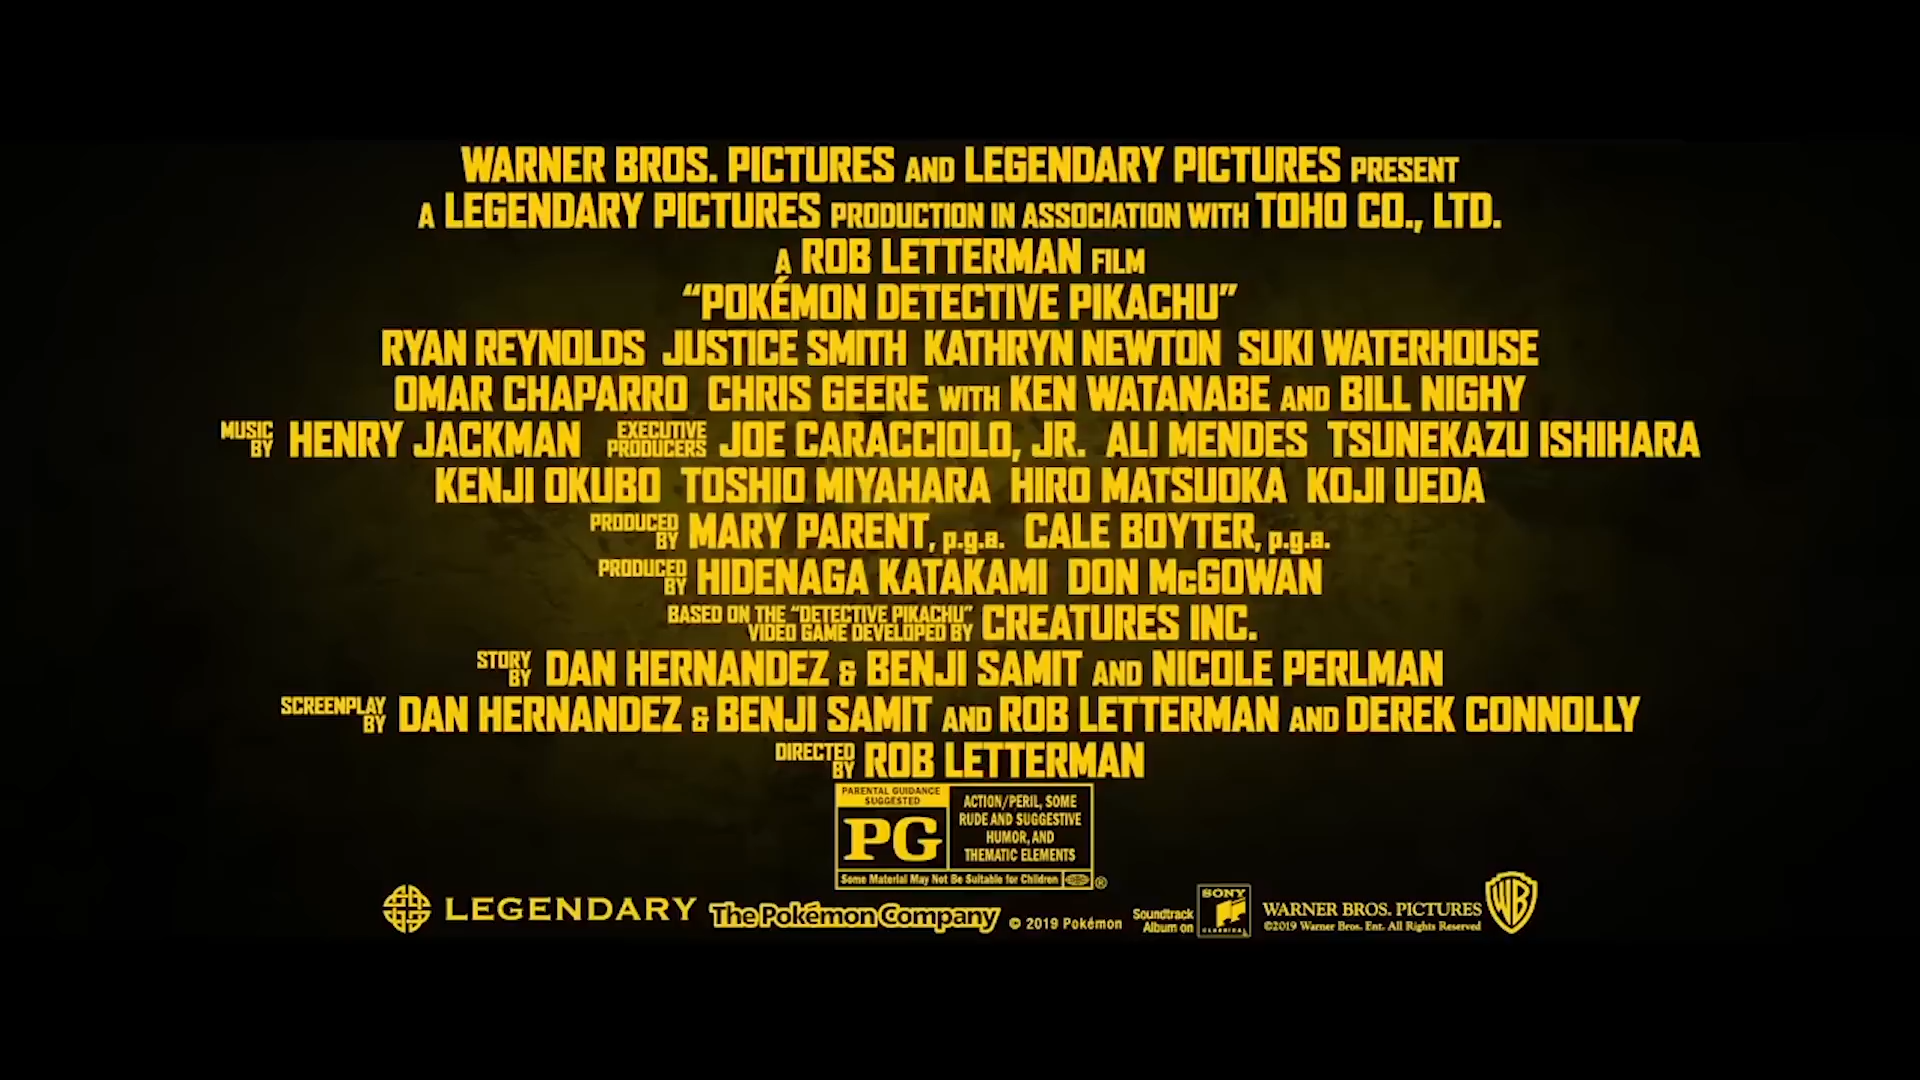 WARNER BROS. PICTURES AND LEGENDARY PICTURES PRESENT
A LEGENDARY PICTURES PRODUCTION IN ASSOCIATION WITH TOHO CO., LTD.
A ROB LETTERMAN FILM
“POKÉMON DETECTIVE PIKACHU”
RYAN REYNOLDS JUSTICE SMITH KATHRYN NEWTON SUKI WATERHOUSE
OMAR CHAPARRO CHRIS GEERE WITH KEN WATANABE AND BILL NIGHY
MUSIC BY HENRY JACKMAN EXECUTIVE PRODUCERS JOE CARACCIOLO, JR. ALI MENDES TSUNEKAZU ISHIHARA
KENJI OKUBO TOSHIO MIYAHARA HIRO MATSUOKA KOJI UEDA
PRODUCED BY MARY PARENT, p.g.a. CALE BOYTER, p.g.a.
PRODUCED BY HIDENAGA KATAKAMI DON McGOWAN
BASED ON THE “DETECTIVE PIKACHU” VIDEO GAME DEVELOPED BY CREATURES INC.
STORY BY DAN HERNANDEZ & BENJI SAMIT AND NICOLE PERLMAN
SCREENPLAY BY DAN HERNANDEZ & BENJI SAMIT AND ROB LETTERMAN AND DEREK CONNOLLY
DIRECTED BY ROB LETTERMAN
PARENTAL GUIDANCE SUGGESTED
PG
ACTION/PERIL, SOME
RUDE AND SUGGESTIVE
HUMOR, AND
THEMATIC ELEMENTS
Some Material May Not Be Suitable for Children
®
LEGENDARY
The Pokémon Company
© 2019 Pokémon
Soundtrack
Album on
SONY
CLASSICAL
WARNER BROS. PICTURES
©2019 Warner Bros. Ent. All Rights Reserved
WB